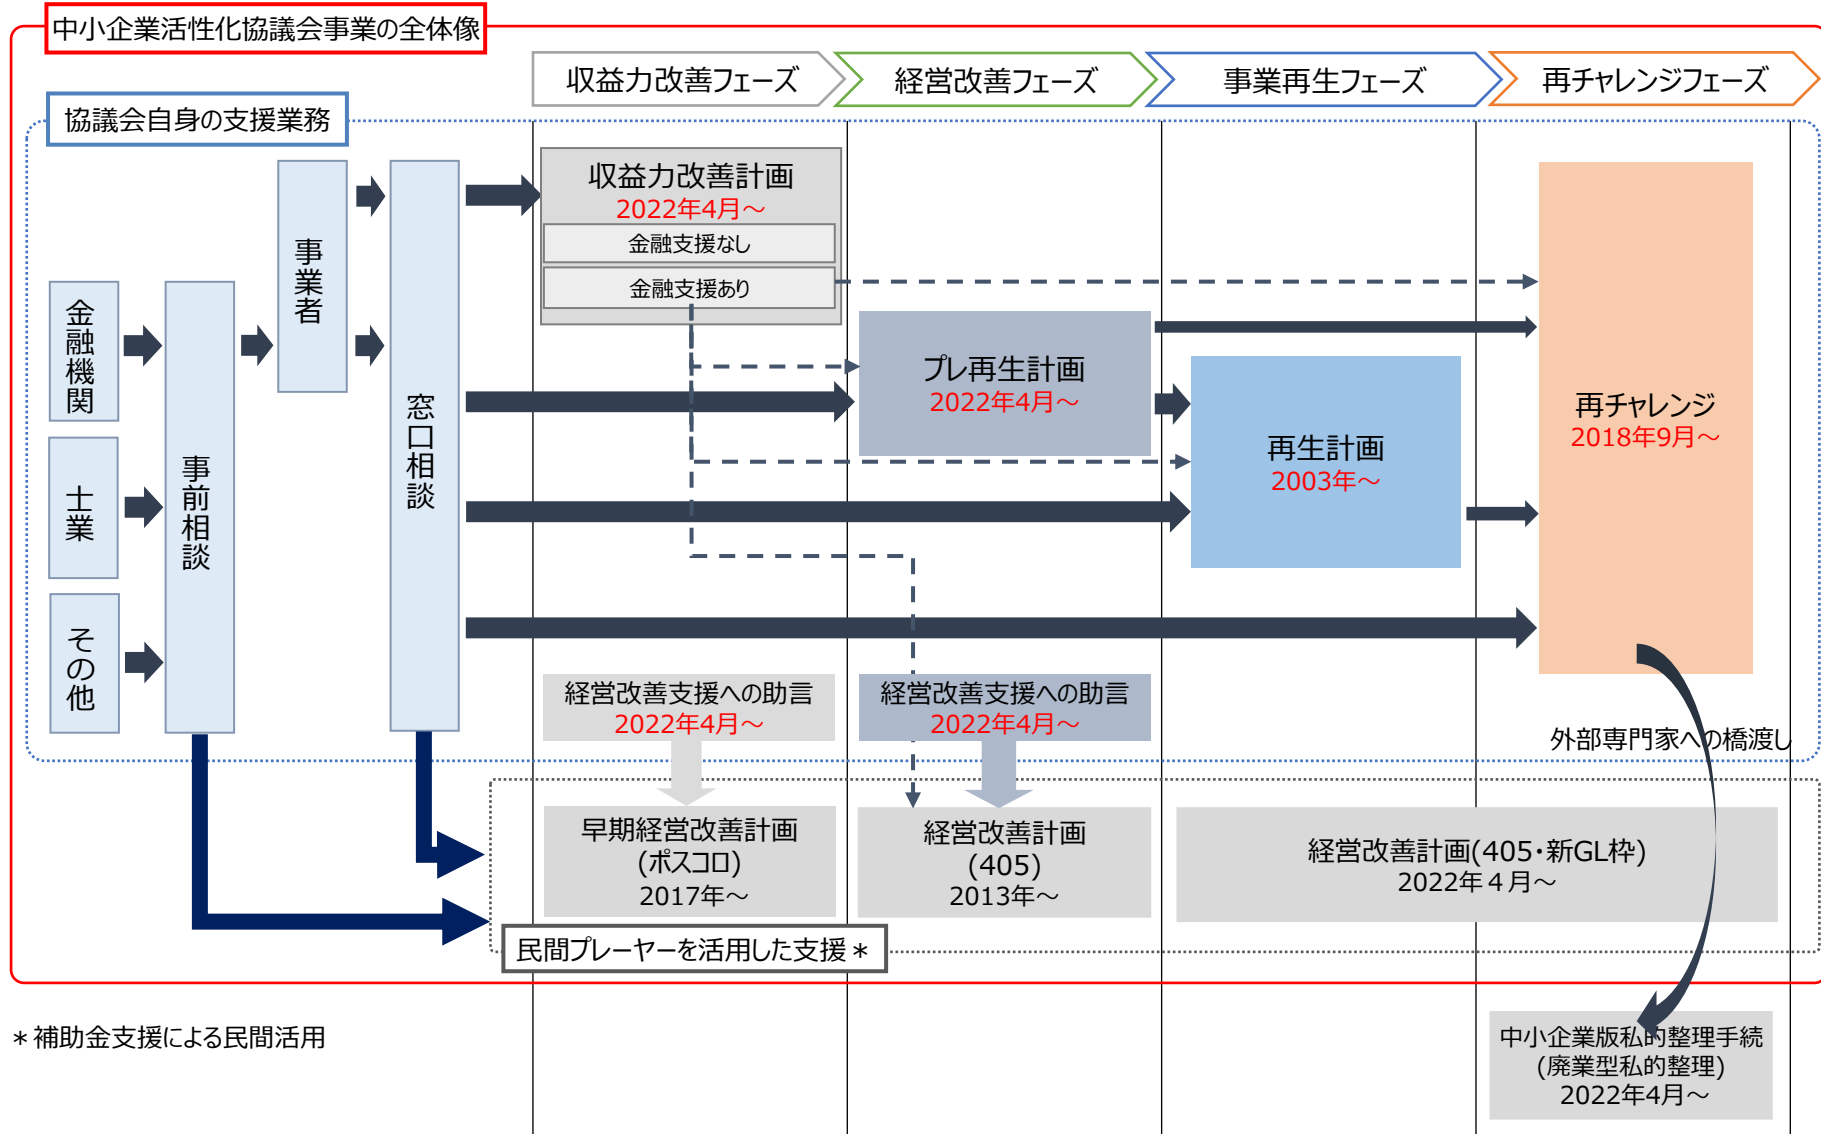 中小企業活性化協議会事業の全体像
収益力改善フェーズ
経営改善フェーズ
事業再生フェーズ
再チャレンジフェーズ
協議会自身の支援業務
金融機関
士業
その他
事前相談
事業者
窓口相談
収益力改善計画
2022年4月～
金融支援なし
金融支援あり
プレ再生計画
2022年4月～
再生計画
2003年～
再チャレンジ
2018年9月～
経営改善支援への助言
2022年4月～
経営改善支援への助言
2022年4月～
外部専門家への橋渡し
早期経営改善計画
(ポスコロ)
2017年～
経営改善計画
(405)
2013年～
経営改善計画(405・新GL枠)
2022年４月～
民間プレーヤーを活用した支援＊
＊補助金支援による民間活用
中小企業版私的整理手続
(廃業型私的整理)
2022年4月～